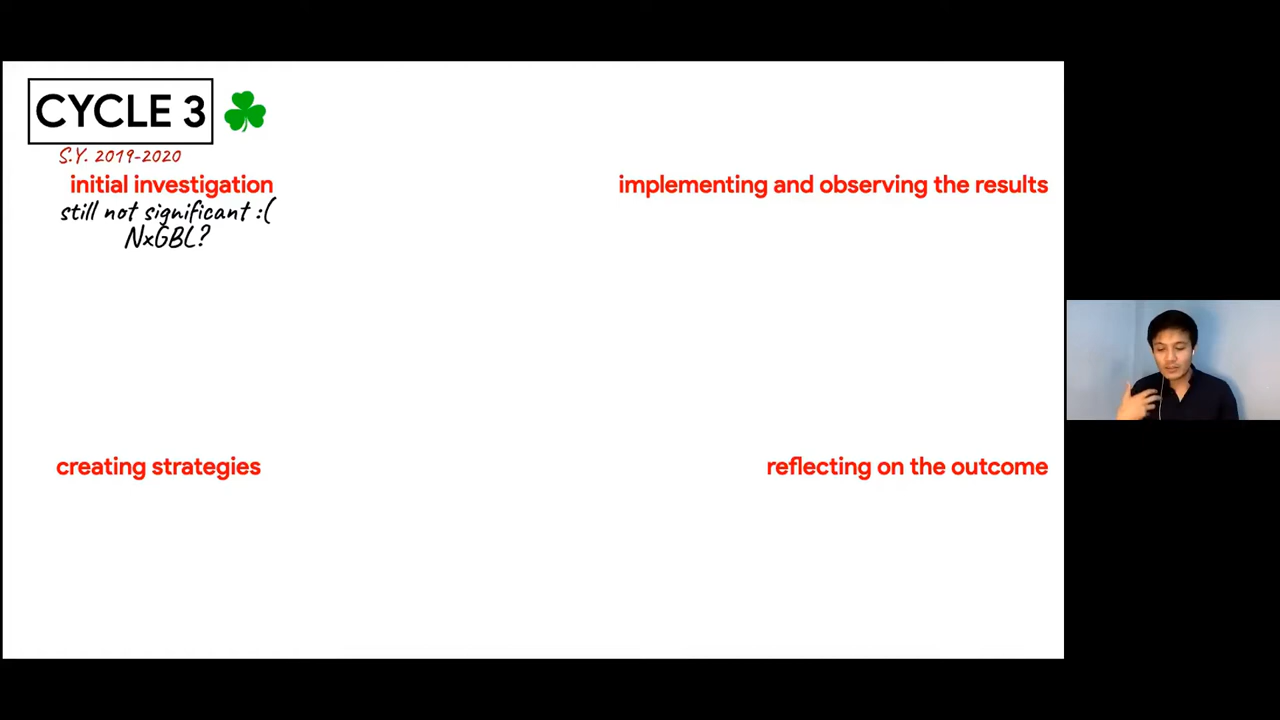 CYCLE 3
S.Y. 2019-2020
initial investigation
still not significant :(
NxGBL?
implementing and observing the results
creating strategies
reflecting on the outcome